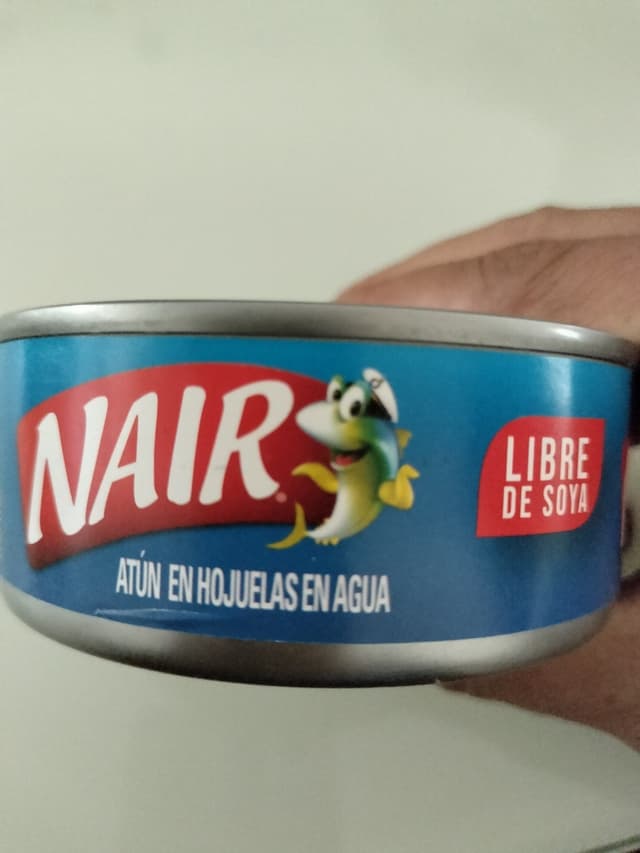 NAIR
ATÚN EN HOJUELAS EN AGUA
LIBRE
DE SOYA